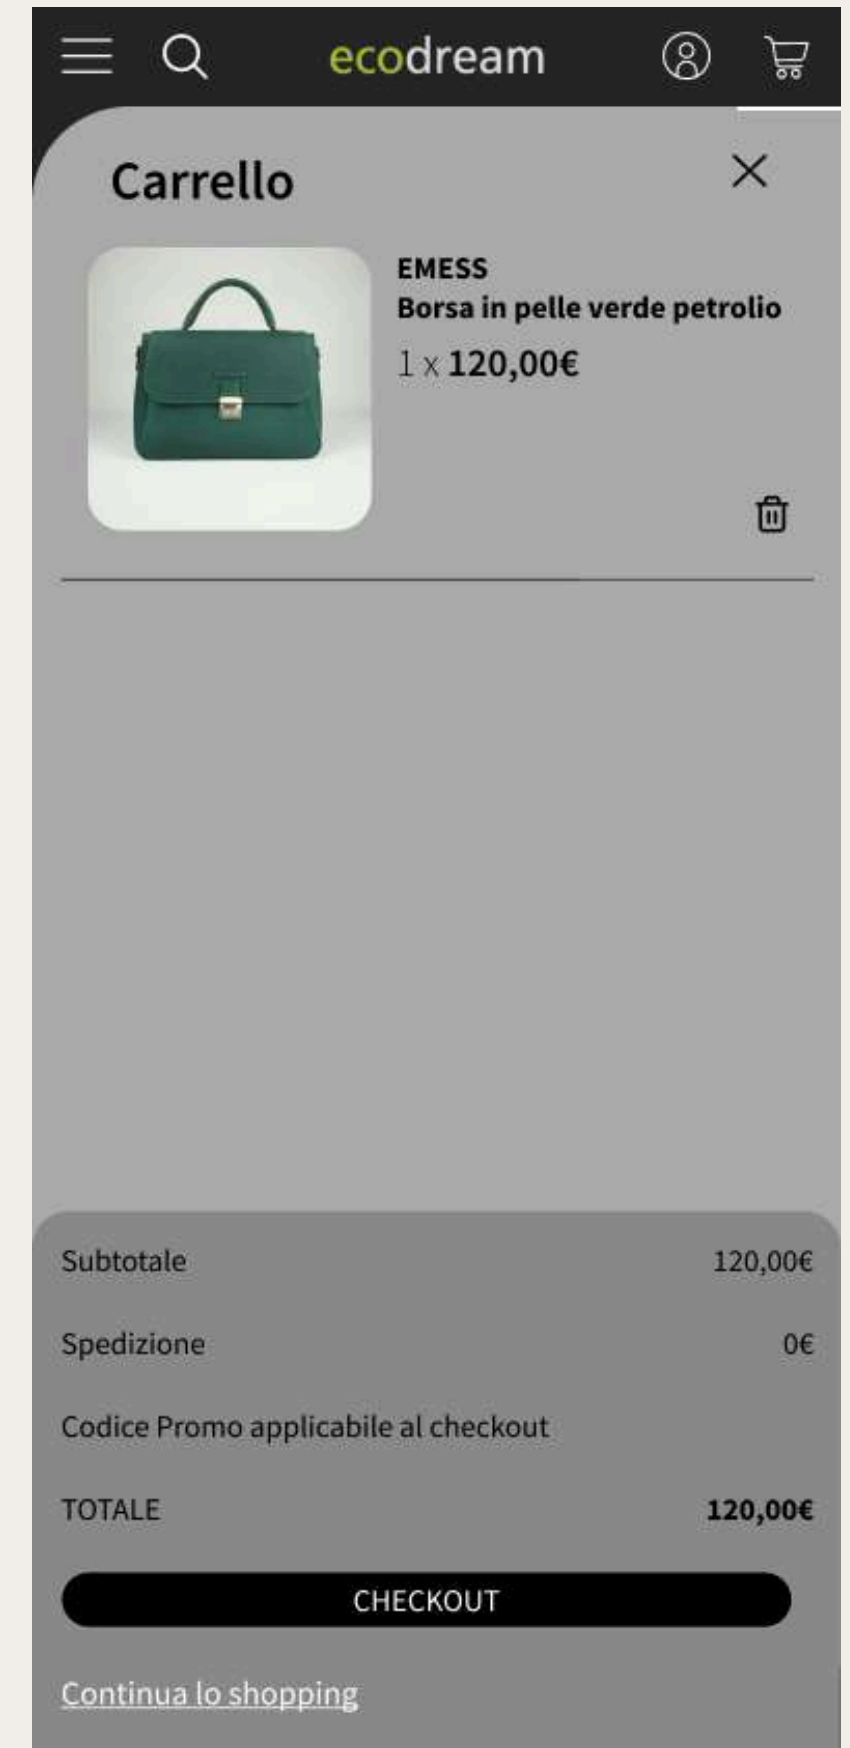 ecodream
Carrello
EMESS
Borsa in pelle verde petrolio
1 x 120,00€
Subtotale 120,00€
Spedizione 0€
Codice Promo applicabile al checkout
TOTALE 120,00€
CHECKOUT
Continua lo shopping